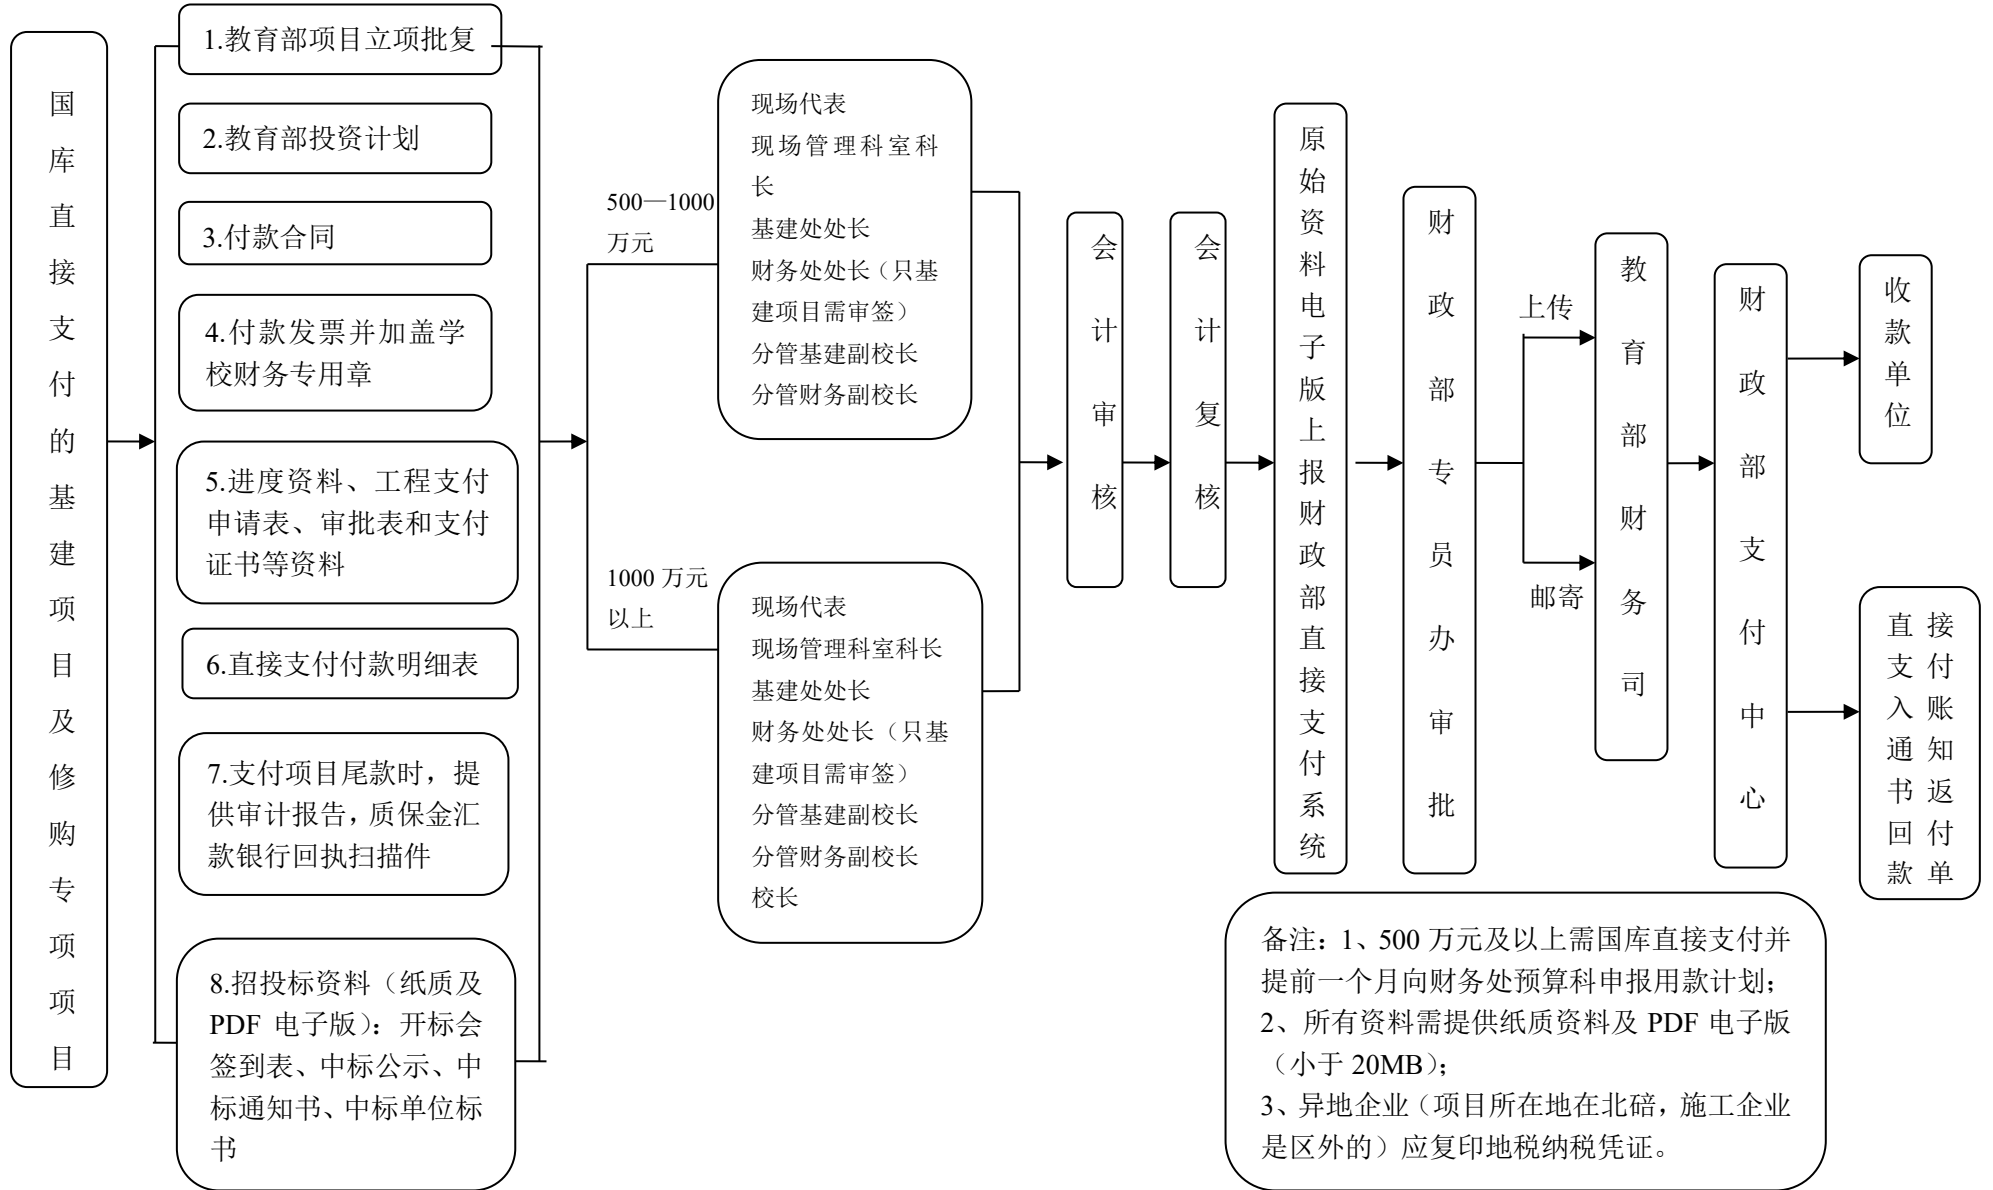 国库直接支付的基建项目及修购专项项目
1.教育部项目立项批复
2.教育部投资计划
3.付款合同
4.付款发票并加盖学
校财务专用章
5.进度资料、工程支付
申请表、审批表和支付
证书等资料
6.直接支付付款明细表
7.支付项目尾款时，提
供审计报告，质保金汇
款银行回执扫描件
8.招投标资料（纸质及
PDF 电子版）：开标会
签到表、中标公示、中
标通知书、中标单位标
书
500—1000
万元
现场代表
现场管理科室科
长
基建处处长
财务处处长（只基
建项目需审签）
分管基建副校长
分管财务副校长
1000 万元
以上
现场代表
现场管理科室科长
基建处处长
财务处处长（只基
建项目需审签）
分管基建副校长
分管财务副校长
校长
会计审核
会计复核
原始资料电子版上报财政部直接支付系统
财政部专员办审批
上传
邮寄
教育部财务司
财政部支付中心
收款单位
直接
支付
入账
通知
书返
回付
款单
备注：1、500 万元及以上需国库直接支付并
提前一个月向财务处预算科申报用款计划；
2、所有资料需提供纸质资料及 PDF 电子版
（小于 20MB）；
3、异地企业（项目所在地在北碚，施工企业
是区外的）应复印地税纳税凭证。